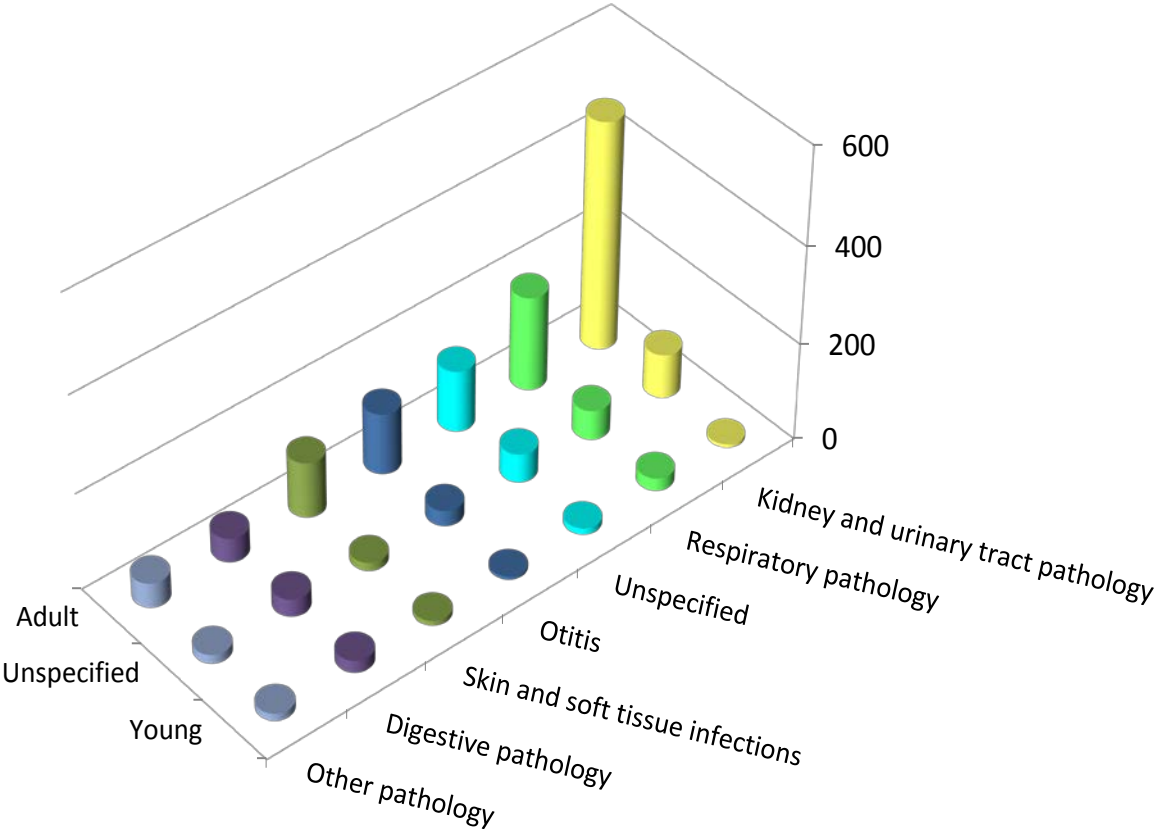 600
400
200
0
Kidney and urinary tract pathology
Respiratory pathology
Unspecified
Otitis
Skin and soft tissue infections
Digestive pathology
Other pathology
Adult
Unspecified
Young